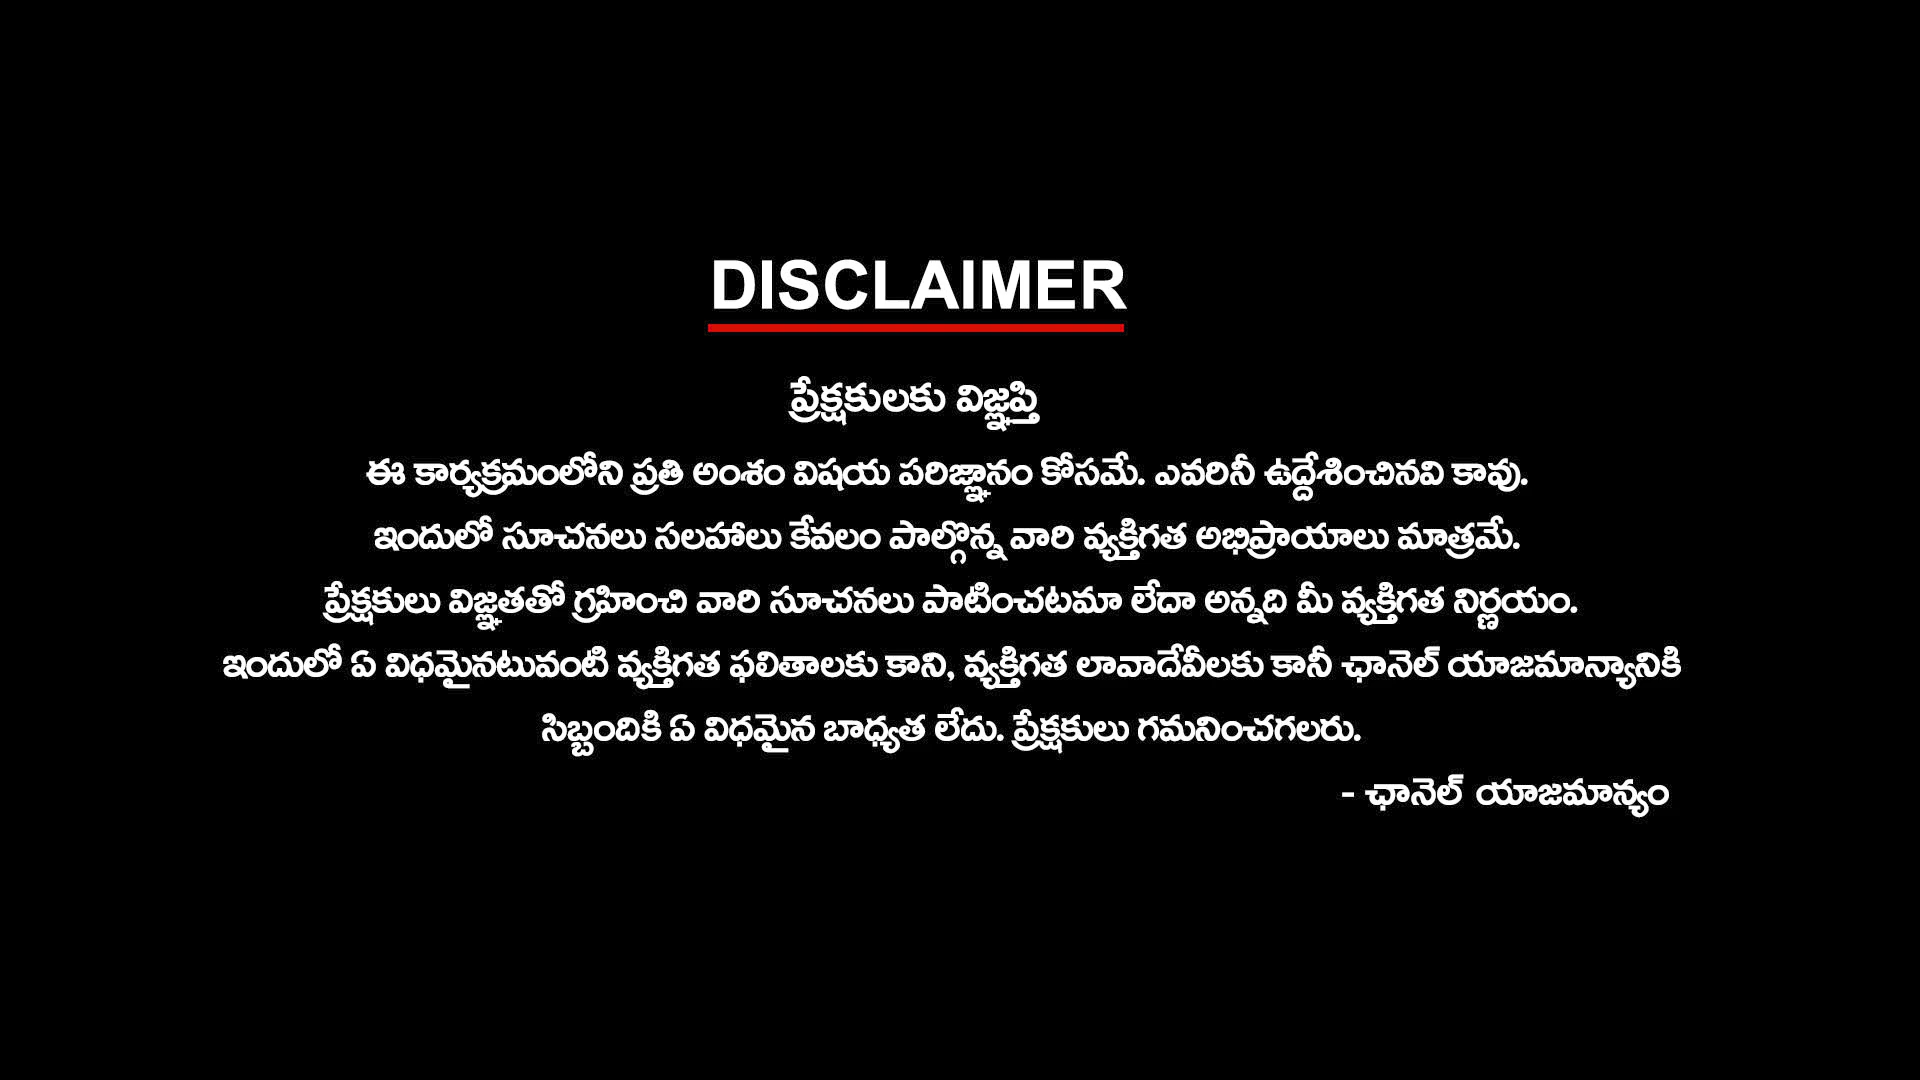 DISCLAIMER
ప్రేక్షకులకు విజ్ఞప్తి
ఈ కార్యక్రమంలోని ప్రతి అంశం విషయ పరిజ్ఞానం కోసమే. ఎవరినీ ఉద్దేశించినవి కావు.
ఇందులో సూచనలు సలహాలు కేవలం పాల్గొన్న వారి వ్యక్తిగత అభిప్రాయాలు మాత్రమే.
ప్రేక్షకులు విజ్ఞతతో గ్రహించి వారి సూచనలు పాటించటమా లేదా అన్నది మీ వ్యక్తిగత నిర్ణయం.
ఇందులో ఏ విధమైనటువంటి వ్యక్తిగత ఫలితాలకు కాని, వ్యక్తిగత లావాదేవీలకు కానీ ఛానెల్ యాజమాన్యానికి
సిబ్బందికి ఏ విధమైన బాధ్యత లేదు. ప్రేక్షకులు గమనించగలరు.
- ఛానెల్ యాజమాన్యం